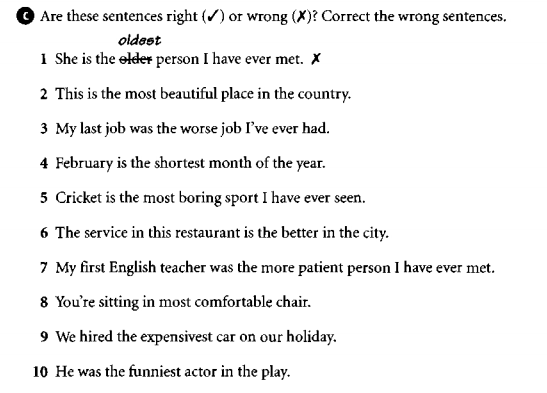 C Are these sentences right (✓) or wrong (✗)? Correct the wrong sentences.
oldest
1 She is the older person I have ever met. ✗
2 This is the most beautiful place in the country.
3 My last job was the worse job I've ever had.
4 February is the shortest month of the year.
5 Cricket is the most boring sport I have ever seen.
6 The service in this restaurant is the better in the city.
7 My first English teacher was the more patient person I have ever met.
8 You're sitting in most comfortable chair.
9 We hired the expensivest car on our holiday.
10 He was the funniest actor in the play.